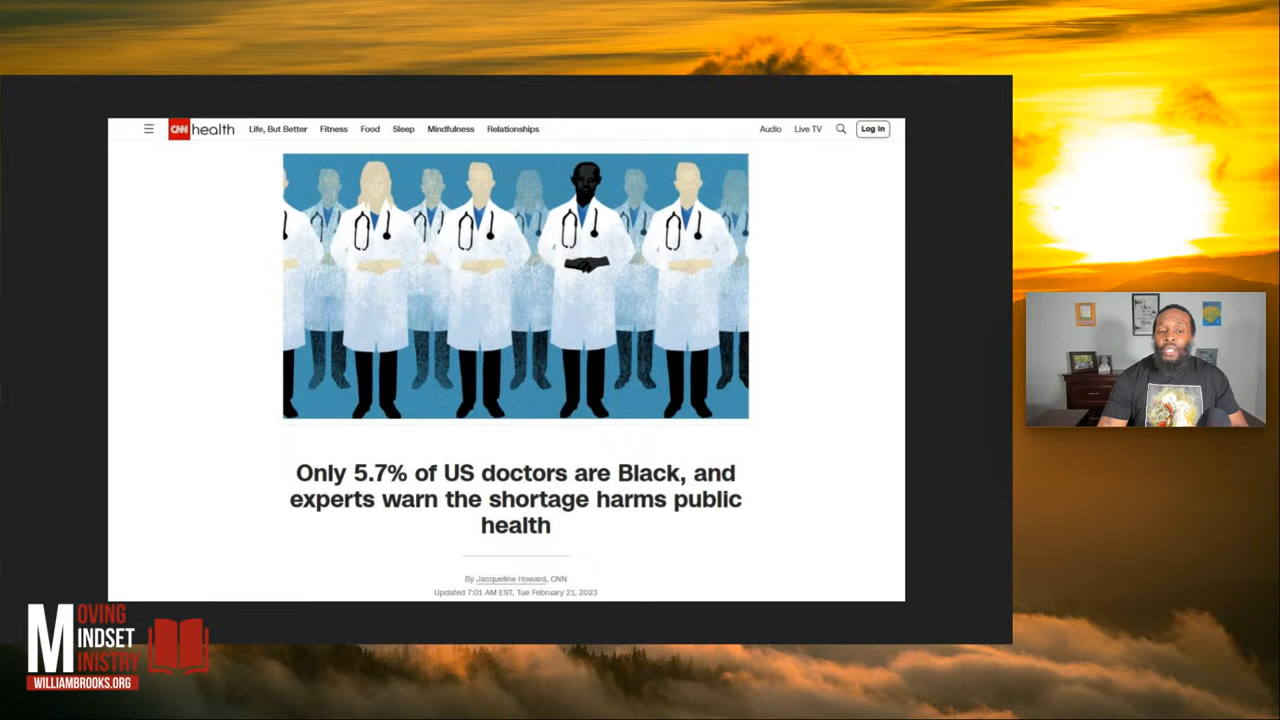 CNN health Life, But Better Fitness Food Sleep Mindfulness Relationships Audio Live TV Log In
Only 5.7% of US doctors are Black, and
experts warn the shortage harms public
health
By Jacqueline Howard, CNN
Updated 7:01 AM EST, Tue February 21, 2023
MOVING
MINDSET
MINISTRY
WILLIAMBROOKS.ORG